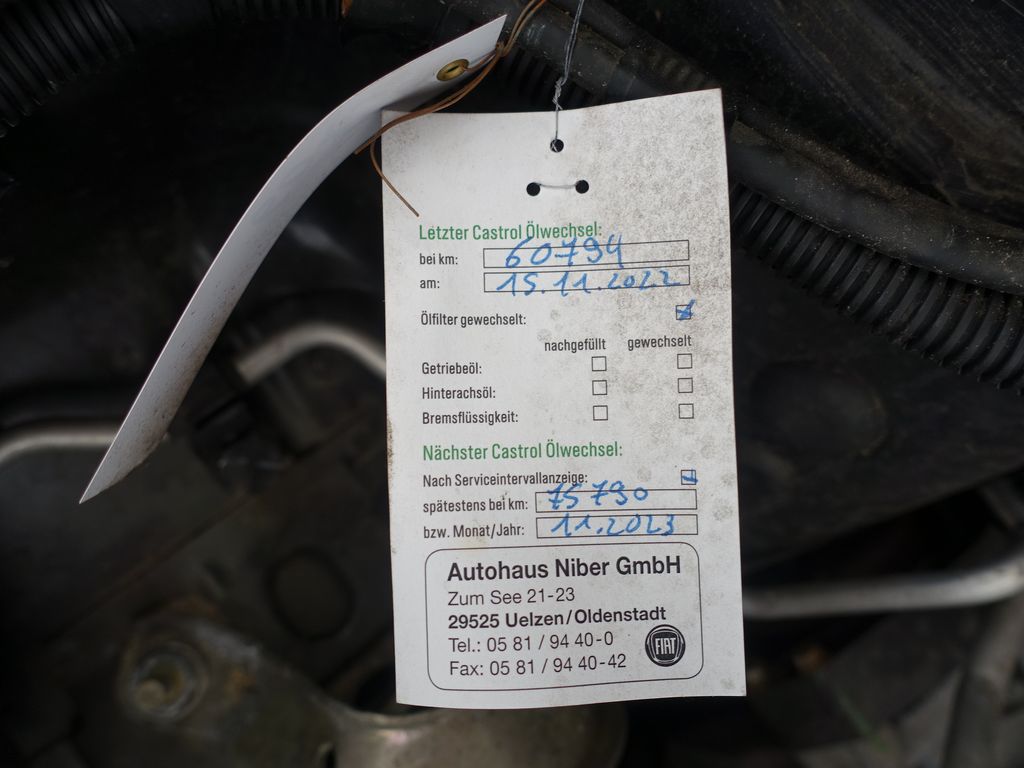 Letzter Castrol Ölwechsel:
bei km: 60794
am: 15.11.2022
Ölfilter gewechselt:
nachgefüllt gewechselt
Getriebeöl:
Hinterachsöl:
Bremsflüssigkeit:
Nächster Castrol Ölwechsel:
Nach Serviceintervallanzeige:
spätestens bei km: 75790
bzw. Monat/Jahr: 11.2023
Autohaus Niber GmbH
Zum See 21-23
29525 Uelzen/Oldenstadt
Tel.: 05 81 / 94 40-0
Fax: 05 81 / 94 40-42
FIAT